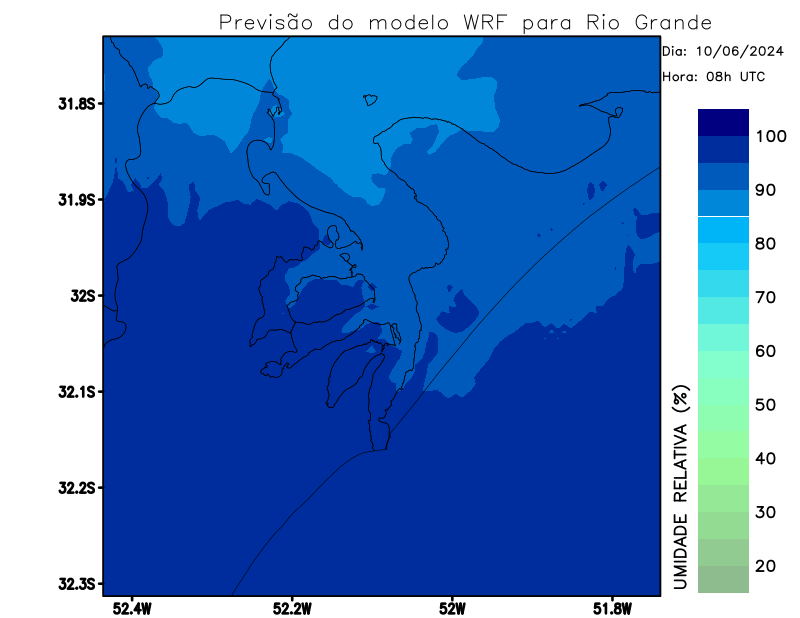 Previsão do modelo WRF para Rio Grande
Dia: 10/06/2024
Hora: 08h UTC
31.8S
31.9S
32S
32.1S
32.2S
32.3S
52.4W
52.2W
52W
51.8W
100
90
80
70
60
50
40
30
20
UMIDADE RELATIVA (%)